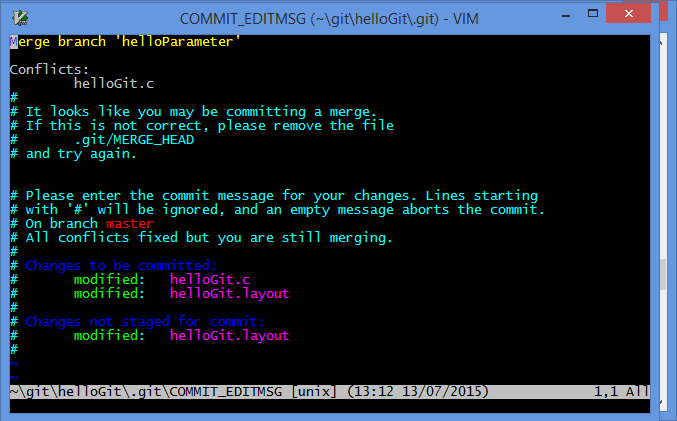 COMMIT_EDITMSG (~\git\helloGit\.git) - VIM
Merge branch 'helloParameter'
Conflicts:
helloGit.c
#
# It looks like you may be committing a merge.
# If this is not correct, please remove the file
# .git/MERGE_HEAD
# and try again.
# Please enter the commit message for your changes. Lines starting
# with '#' will be ignored, and an empty message aborts the commit.
# On branch master
# All conflicts fixed but you are still merging.
#
# Changes to be committed:
# modified: helloGit.c
# modified: helloGit.layout
#
# Changes not staged for commit:
# modified: helloGit.layout
#
~
~
~\git\helloGit\.git\COMMIT_EDITMSG [unix] (13:12 13/07/2015) 1,1 All